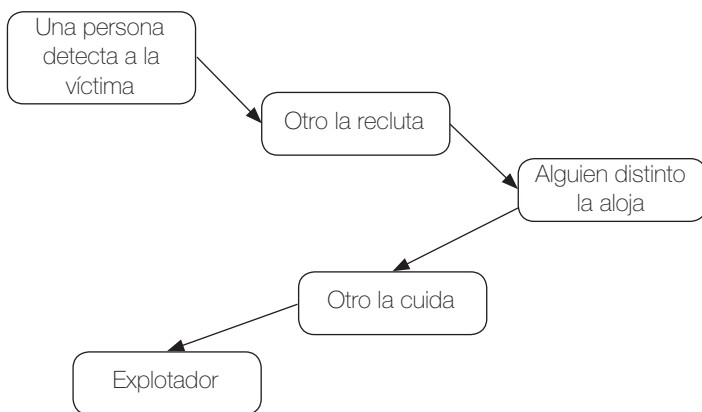 Una persona
detecta a la
víctima
Otro la recluta
Alguien distinto
la aloja
Otro la cuida
Explotador